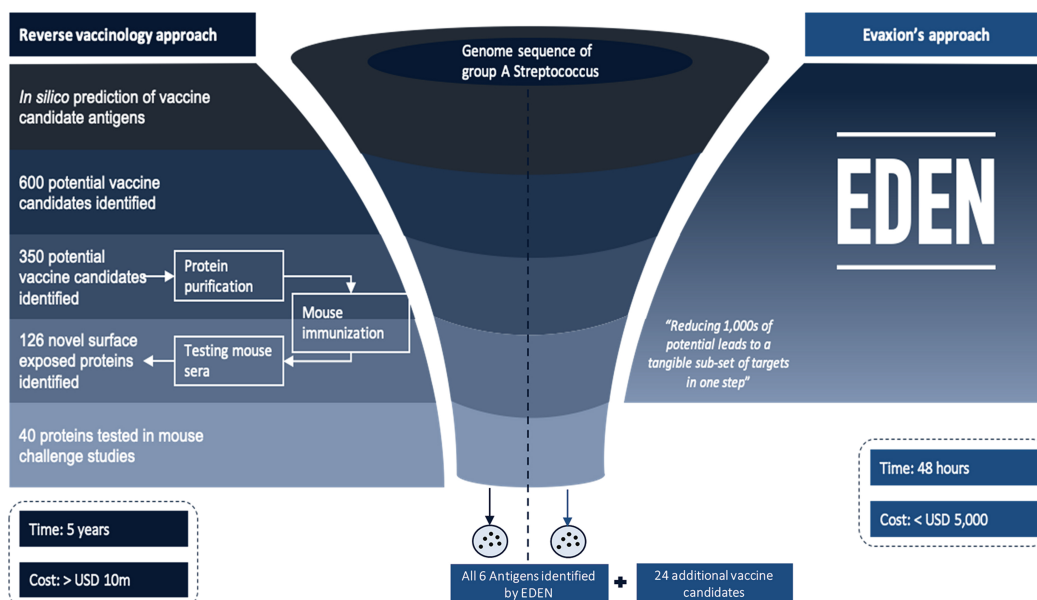 Reverse vaccinology approach
In silico prediction of vaccine
candidate antigens
600 potential vaccine
candidates identified
350 potential
vaccine candidates
identified
Protein
purification
Mouse
immunization
126 novel surface
exposed proteins
identified
Testing mouse
sera
40 proteins tested in mouse
challenge studies
Time: 5 years
Cost: > USD 10m
Genome sequence of
group A Streptococcus
Evaxion's approach
EDEN
"Reducing 1,000s of
potential leads to a
tangible sub-set of targets
in one step"
Time: 48 hours
Cost: < USD 5,000
All 6 Antigens identified
by EDEN
+
24 additional vaccine
candidates